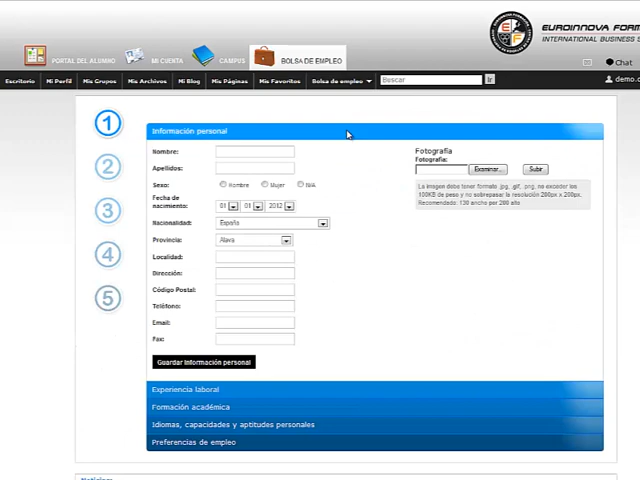 EUROINNOVA FORM
INTERNATIONAL BUSINESS S
PORTAL DEL ALUMNO
MI CUENTA
CAMPUS
BOLSA DE EMPLEO
Chat
Escritorio
Mi Perfil
Mis Grupos
Mis Archivos
Mi Blog
Mis Páginas
Mis Favoritos
Bolsa de empleo
Buscar
Ir
demo.c
1
Información personal
Nombre:
Apellidos:
Sexo: Hombre Mujer N/A
Fecha de
nacimiento: 01 01 2012
Nacionalidad: España
Provincia: Alava
Localidad:
Dirección:
Código Postal:
Teléfono:
Email:
Fax:
Guardar Información personal
Fotografía
Fotografía:
Examinar...
Subir
La imagen debe tener formato .jpg, .gif, .png, no exceder los
100KB de peso y no sobrepasar la resolución 200px x 200px.
Recomendado: 130 ancho por 200 alto
2
3
4
5
Experiencia laboral
Formación académica
Idiomas, capacidades y aptitudes personales
Preferencias de empleo